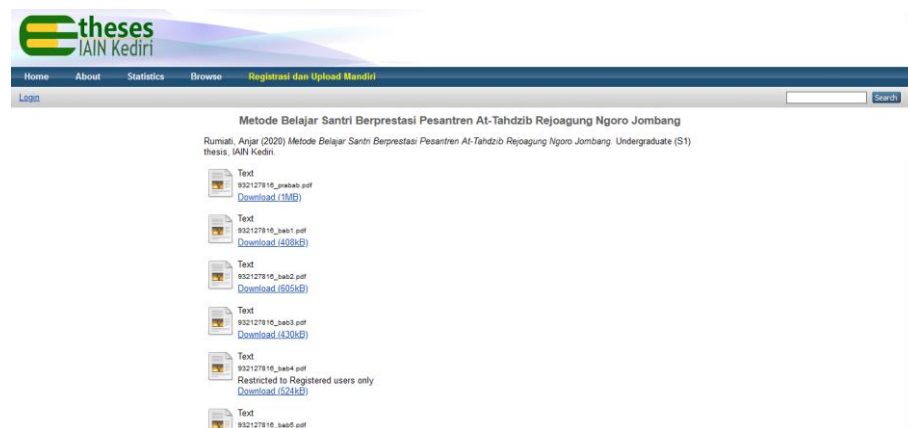 Etheses
IAIN Kediri
Home About Statistics Browse Registrasi dan Upload Mandiri
Login Search
Metode Belajar Santri Berprestasi Pesantren At-Tahdzib Rejoagung Ngoro Jombang
Rumiati, Anjar (2020) Metode Belajar Santri Berprestasi Pesantren At-Tahdzib Rejoagung Ngoro Jombang. Undergraduate (S1)
thesis, IAIN Kediri.
Text
932127816_prabab.pdf
Download (1MB)
Text
932127816_bab1.pdf
Download (408kB)
Text
932127816_bab2.pdf
Download (605kB)
Text
932127816_bab3.pdf
Download (430kB)
Text
932127816_bab4.pdf
Restricted to Registered users only
Download (524kB)
Text
932127816_bab5.pdf